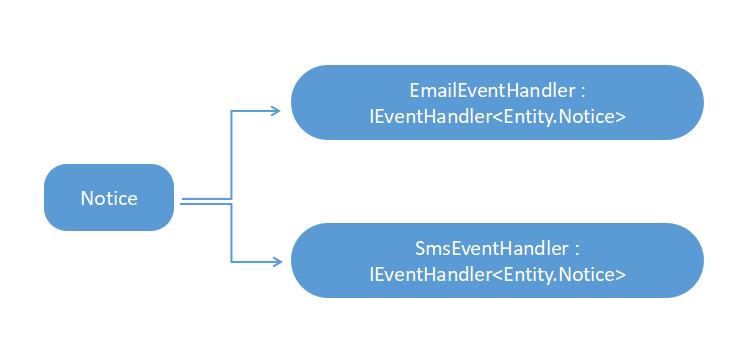 EmailEventHandler :
IEventHandler<Entity.Notice>
Notice
SmsEventHandler :
IEventHandler<Entity.Notice>